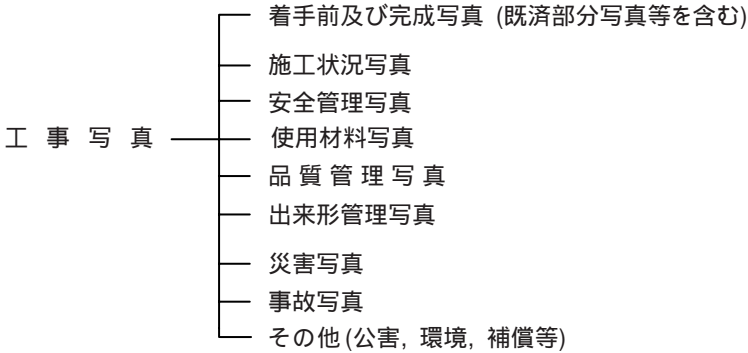 着手前及び完成写真 (既済部分写真等を含む)
施工状況写真
安全管理写真
工 事 写 真
使用材料写真
品 質 管 理 写 真
出来形管理写真
災害写真
事故写真
その他 (公害, 環境, 補償等)